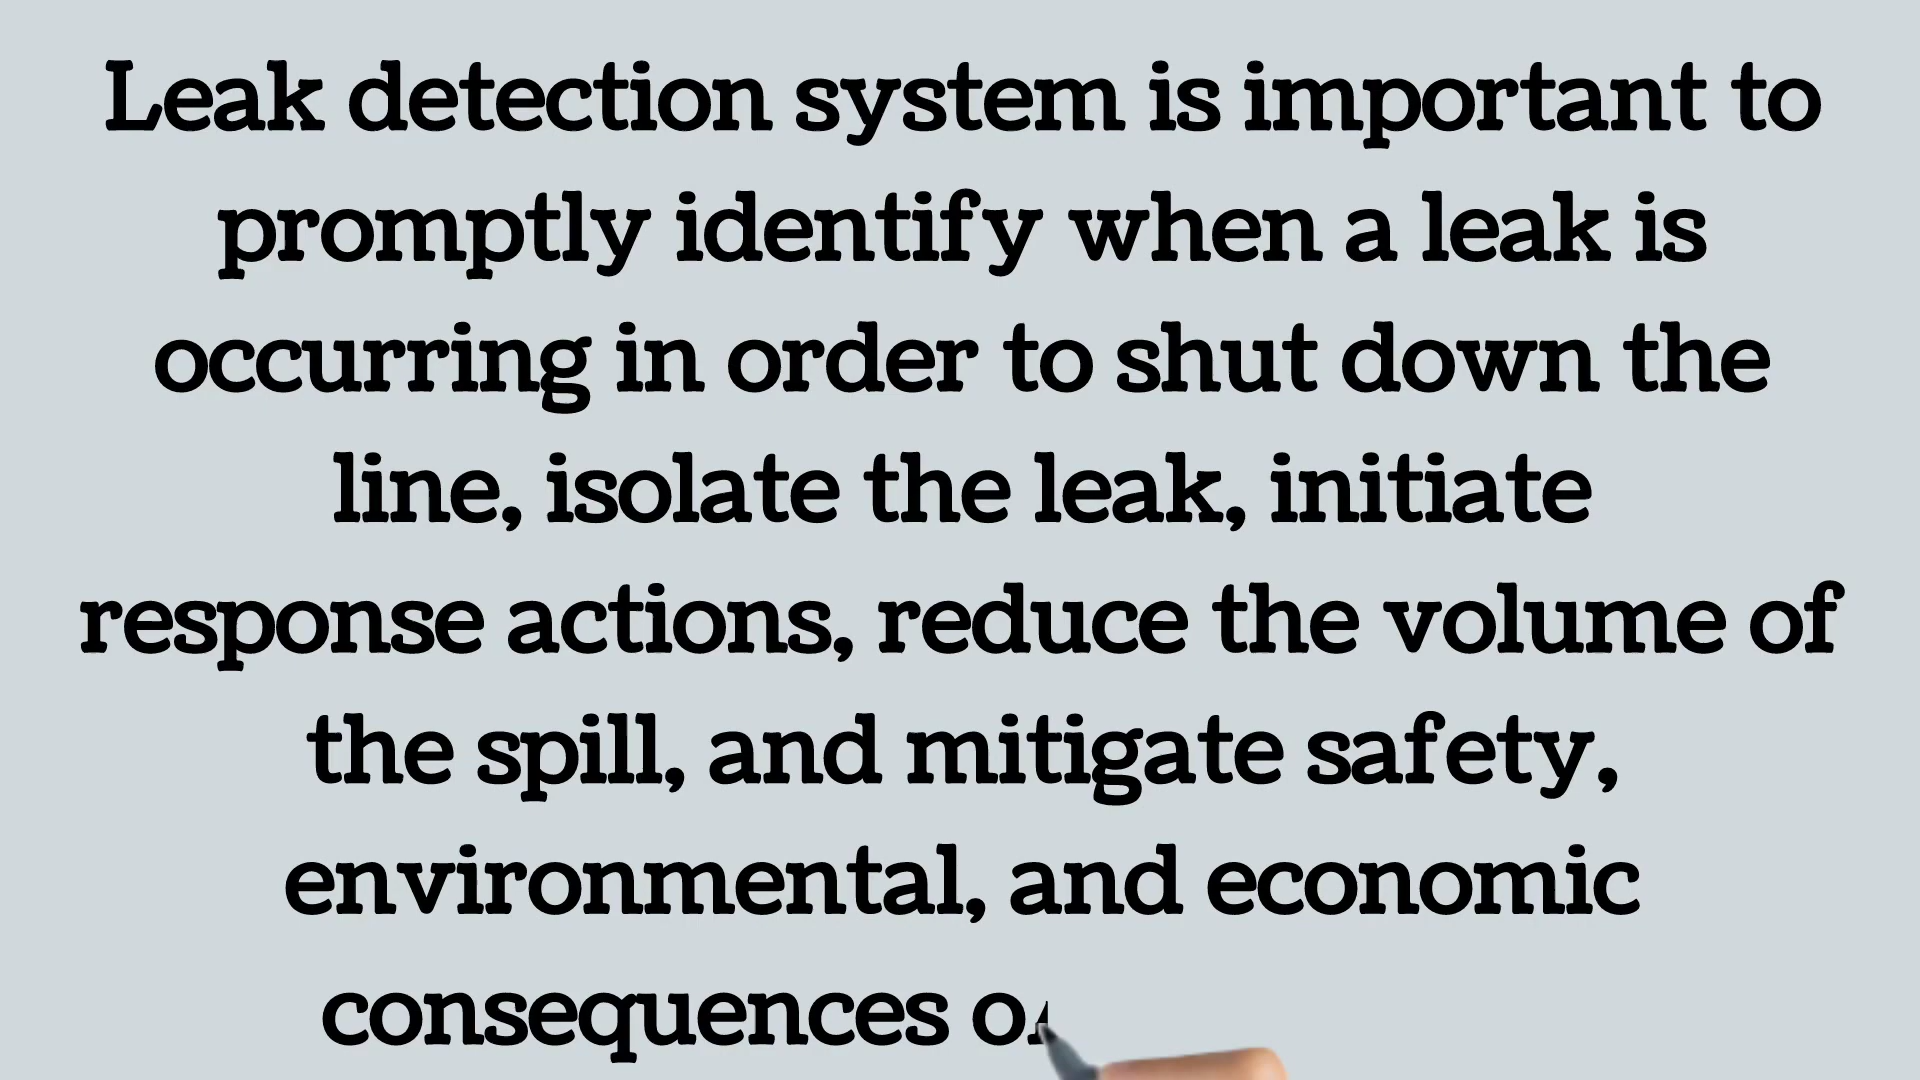 Leak detection system is important to
promptly identify when a leak is
occurring in order to shut down the
line, isolate the leak, initiate
response actions, reduce the volume of
the spill, and mitigate safety,
environmental, and economic
consequences